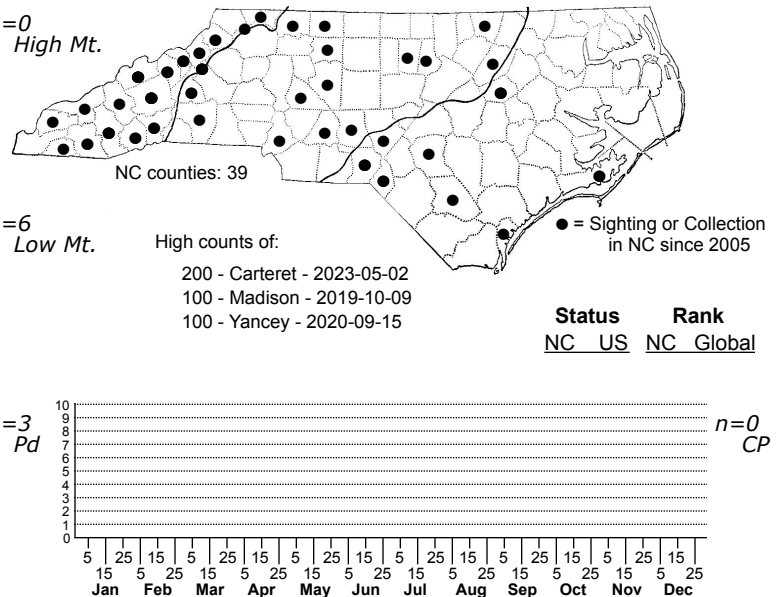 =0
High Mt.
NC counties: 39
=6
Low Mt.
High counts of:
200 - Carteret - 2023-05-02
100 - Madison - 2019-10-09
100 - Yancey - 2020-09-15
● = Sighting or Collection
in NC since 2005
Status Rank
NC US NC Global
=3
Pd
n=0
CP
10
9
8
7
6
5
4
3
2
1
0
5 25 5 25 5 25 5 25 5 25 5 25 5 25 5 25 5 25 5 25 5 25 5 25
15 15 15 15 15 15 15 15 15 15 15 15
Jan Feb Mar Apr May Jun Jul Aug Sep Oct Nov Dec